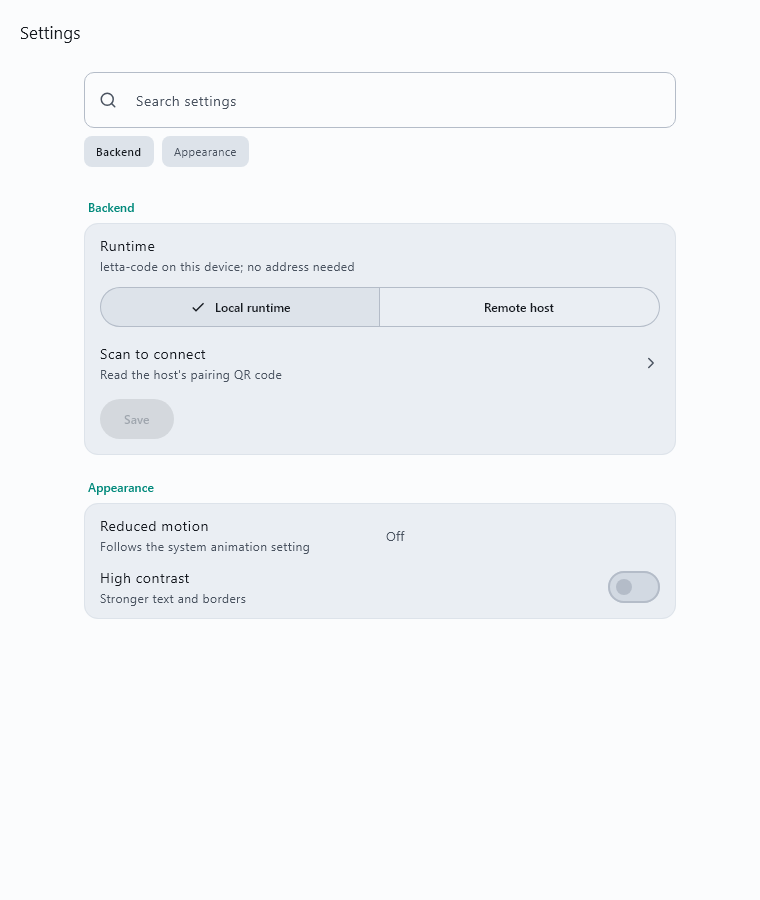 Settings
Search settings
Backend
Appearance
Backend
Runtime
letta-code on this device; no address needed
Local runtime
Remote host
Scan to connect
Read the host's pairing QR code
Save
Appearance
Reduced motion
Follows the system animation setting
Off
High contrast
Stronger text and borders